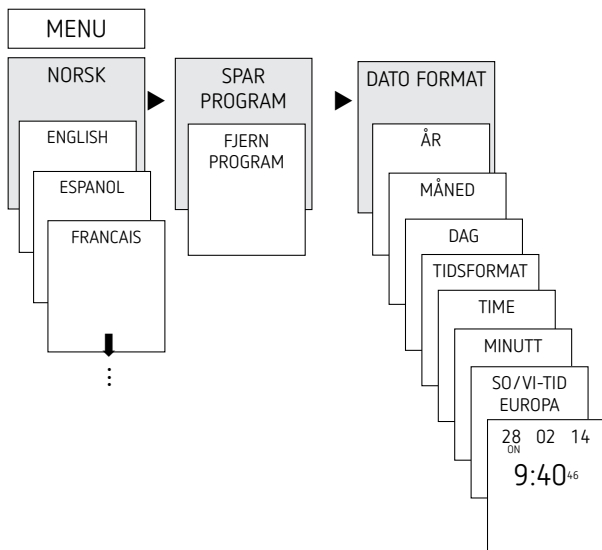 MENU
NORSK
ENGLISH
ESPANOL
FRANCAIS
SPAR
PROGRAM
FJERN
PROGRAM
DATO FORMAT
ÅR
MÅNED
DAG
TIDSFORMAT
TIME
MINUTT
SO/VI-TID
EUROPA
28 02 14
ON
9:40 46